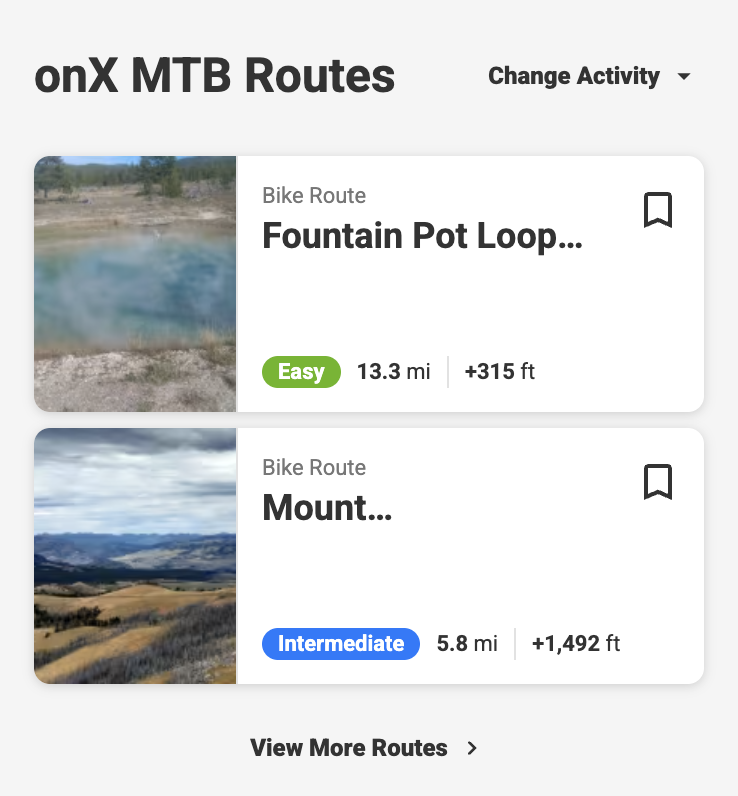 onX MTB Routes
Change Activity
Bike Route
Fountain Pot Loop...
Easy 13.3 mi +315 ft
Bike Route
Mount...
Intermediate 5.8 mi +1,492 ft
View More Routes